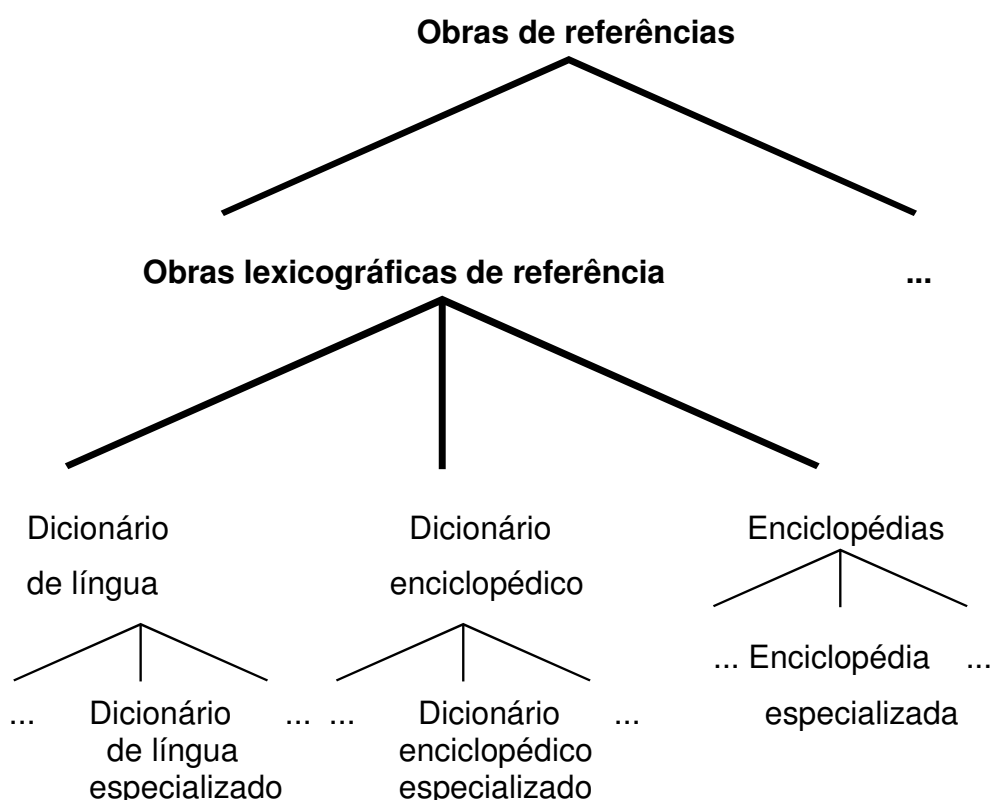 Obras de referências
Obras lexicográficas de referência ...
Dicionário Dicionário Enciclopédias
de língua enciclopédico
... Enciclopédia ...
... Dicionário ... ... Dicionário ... especializada
de língua enciclopédico
especializado especializado